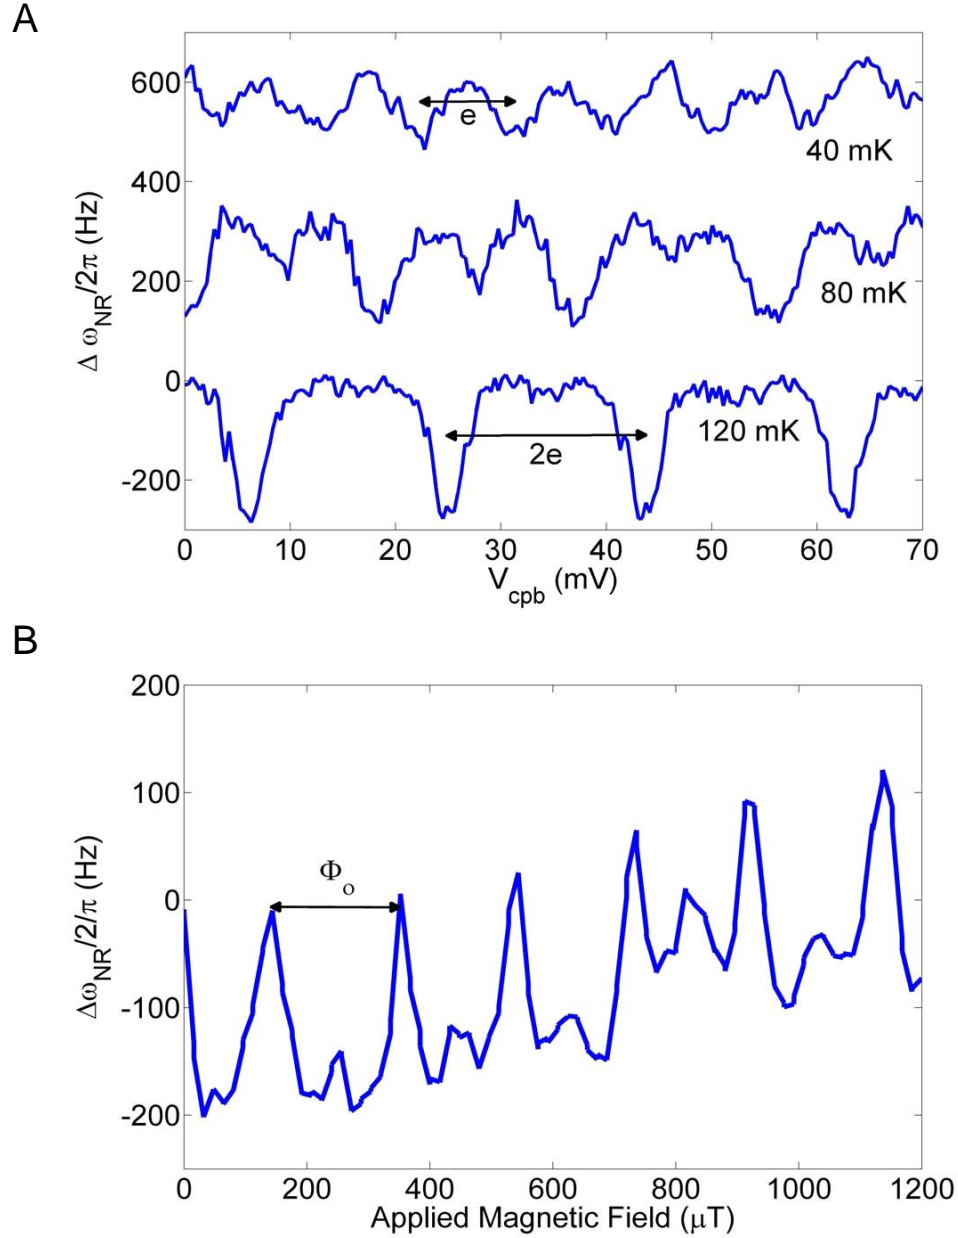 A
600
400
200
0
-200
Δ ω_NR/2π (Hz)
e
40 mK
80 mK
120 mK
2e
0 10 20 30 40 50 60 70
V_cpb (mV)
B
200
100
0
-100
-200
Δω_NR/2/π (Hz)
Φ_o
0 200 400 600 800 1000 1200
Applied Magnetic Field (μT)